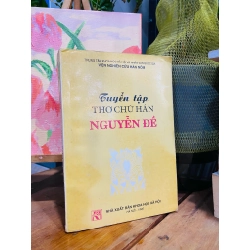 VIỆN NGHIÊN CỨU HÁN NÔM
Tuyển tập
THƠ CHỮ HÁN
NGUYỄN ĐỀ
NHÀ XUẤT BẢN KHOA HỌC XÃ HỘI